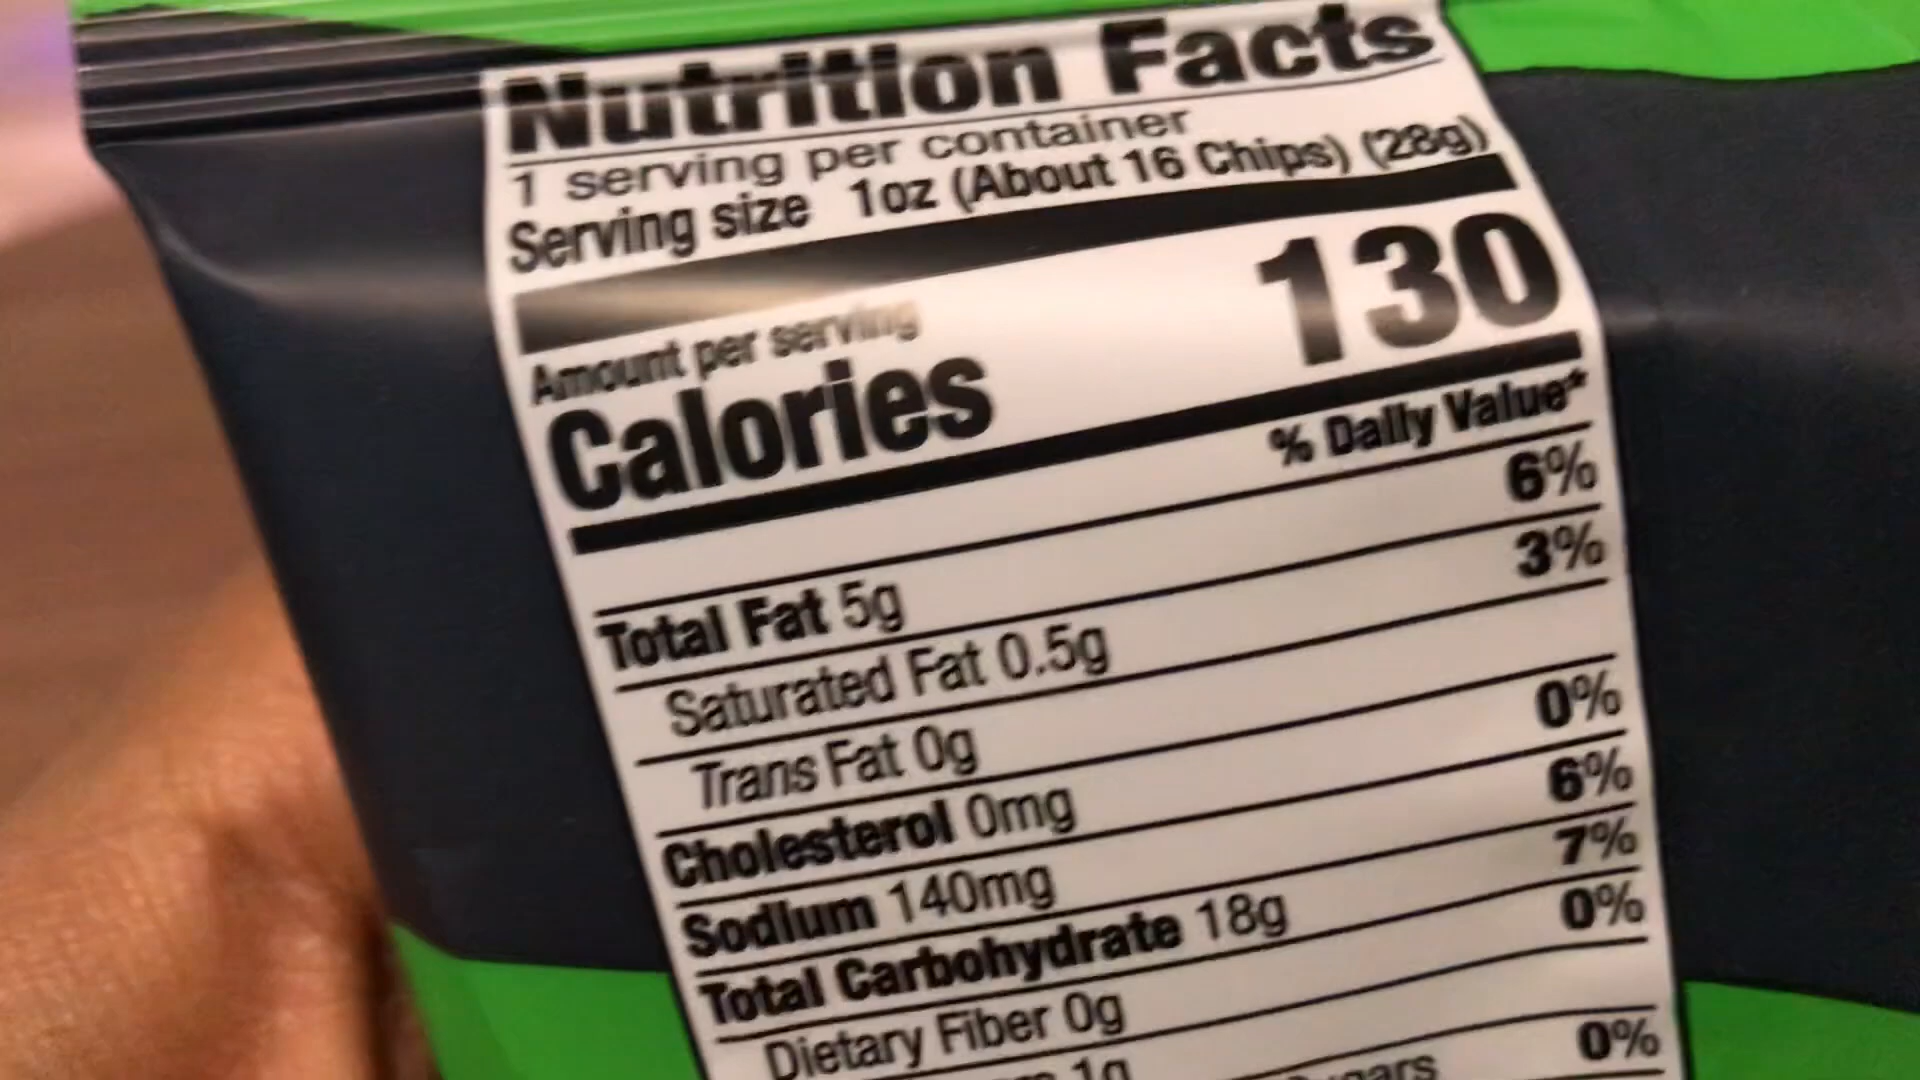 Nutrition Facts
1 serving per container
Serving size 1oz (About 16 Chips) (28g)
Amount per serving
Calories 130
% Daily Value*
Total Fat 5g 6%
Saturated Fat 0.5g 3%
Trans Fat 0g
Cholesterol 0mg 0%
Sodium 140mg 6%
Total Carbohydrate 18g 7%
Dietary Fiber 0g 0%
1g
0%